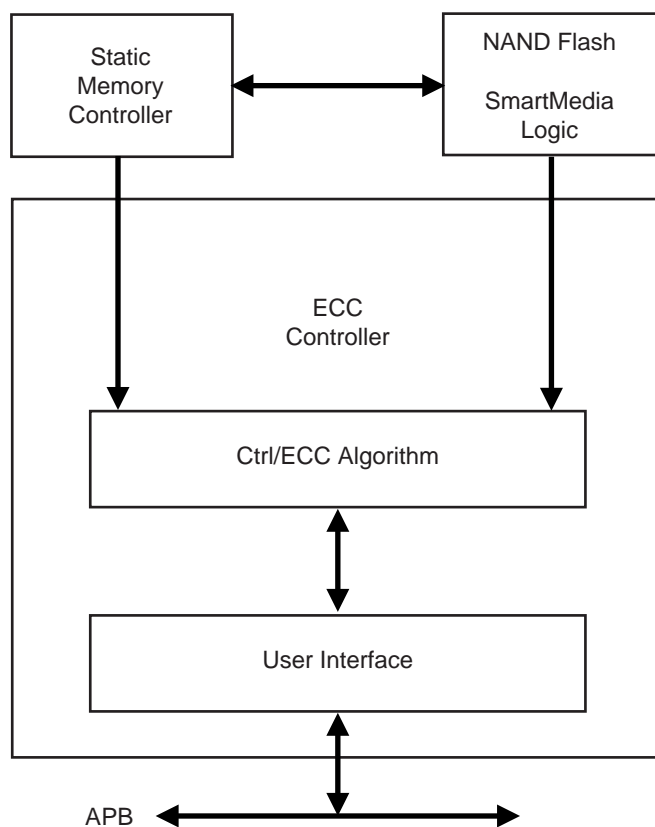 Static
Memory
Controller
NAND Flash
SmartMedia
Logic
ECC
Controller
Ctrl/ECC Algorithm
User Interface
APB